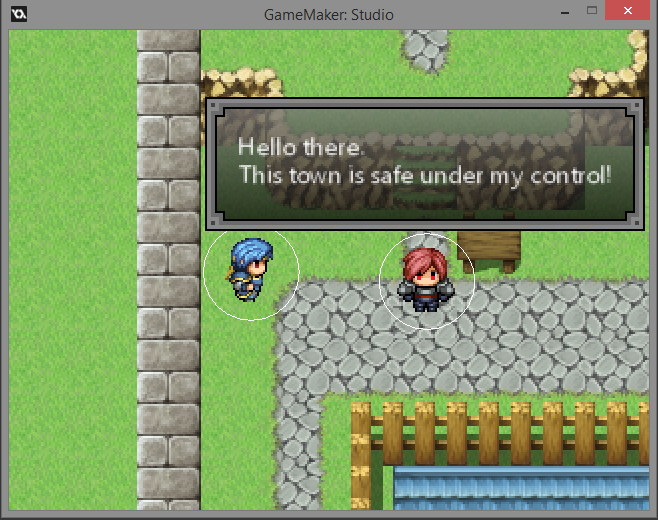 GameMaker: Studio
Hello there.
This town is safe under my control!